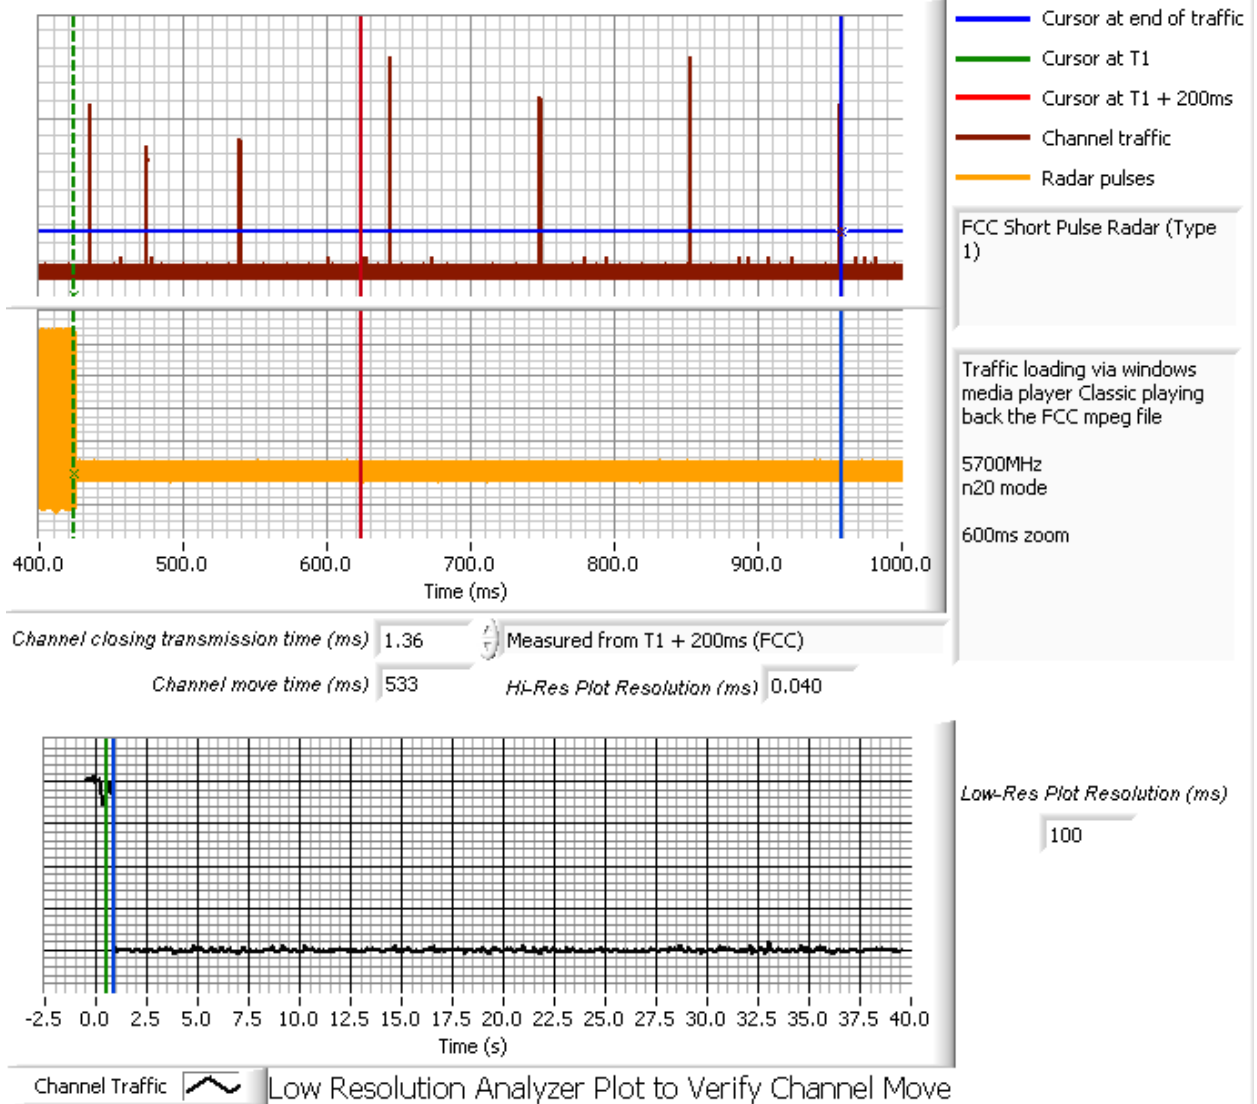 Cursor at end of traffic
Cursor at T1
Cursor at T1 + 200ms
Channel traffic
Radar pulses
FCC Short Pulse Radar (Type
1)
Traffic loading via windows
media player Classic playing
back the FCC mpeg file
5700MHz
n20 mode
600ms zoom
400.0 500.0 600.0 700.0 800.0 900.0 1000.0
Time (ms)
Channel closing transmission time (ms) 1.36 Measured from T1 + 200ms (FCC)
Channel move time (ms) 533 Hi-Res Plot Resolution (ms) 0.040
Low-Res Plot Resolution (ms)
100
-2.5 0.0 2.5 5.0 7.5 10.0 12.5 15.0 17.5 20.0 22.5 25.0 27.5 30.0 32.5 35.0 37.5 40.0
Time (s)
Channel Traffic Low Resolution Analyzer Plot to Verify Channel Move